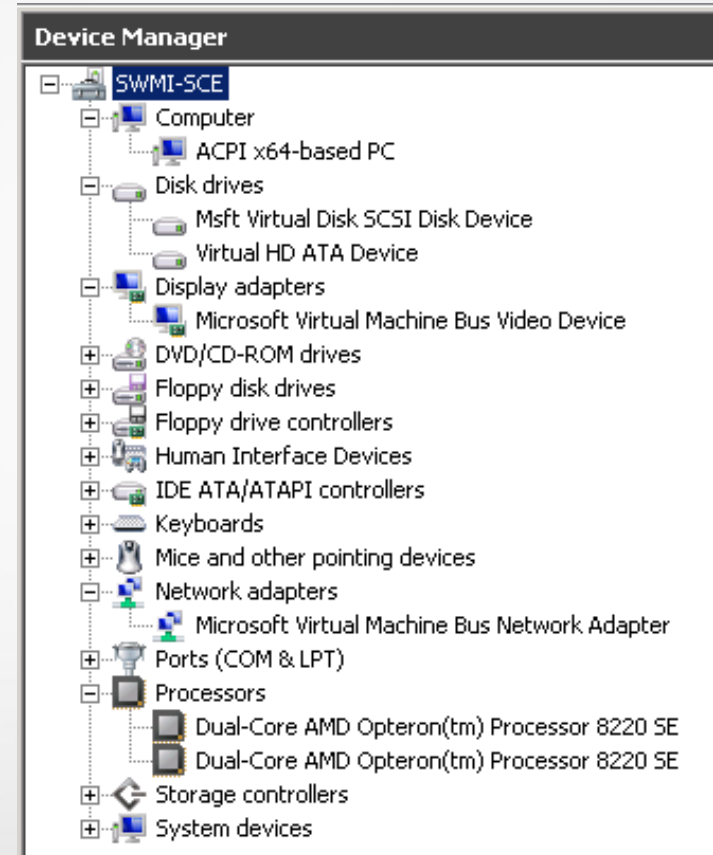 Device Manager
SWMI-SCE
Computer
ACPI x64-based PC
Disk drives
Msft Virtual Disk SCSI Disk Device
Virtual HD ATA Device
Display adapters
Microsoft Virtual Machine Bus Video Device
DVD/CD-ROM drives
Floppy disk drives
Floppy drive controllers
Human Interface Devices
IDE ATA/ATAPI controllers
Keyboards
Mice and other pointing devices
Network adapters
Microsoft Virtual Machine Bus Network Adapter
Ports (COM & LPT)
Processors
Dual-Core AMD Opteron(tm) Processor 8220 SE
Dual-Core AMD Opteron(tm) Processor 8220 SE
Storage controllers
System devices